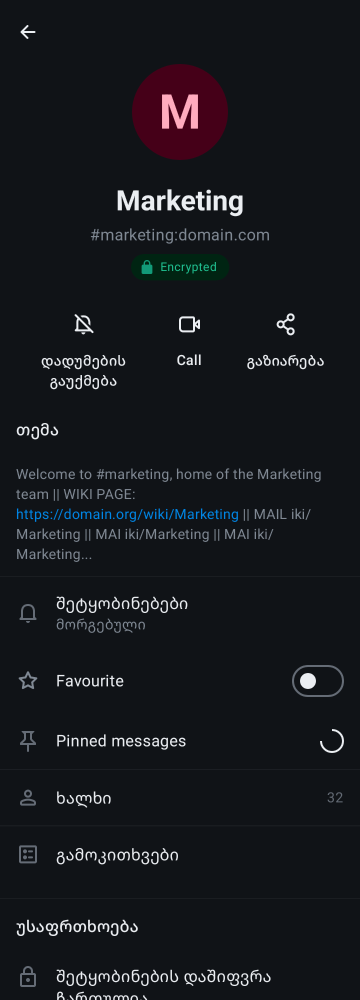 M
Marketing
#marketing:domain.com
Encrypted
დადუმების
გაუქმება
Call
გაზიარება
თემა
Welcome to #marketing, home of the Marketing
team || WIKI PAGE:
https://domain.org/wiki/Marketing || MAIL iki/
Marketing || MAI iki/Marketing || MAI iki/
Marketing...
შეტყობინებები
მორგებული
Favourite
Pinned messages
ხალხი 32
გამოკითხვები
უსაფრთხოება
შეტყობინების დაშიფვრა
ჩართულია